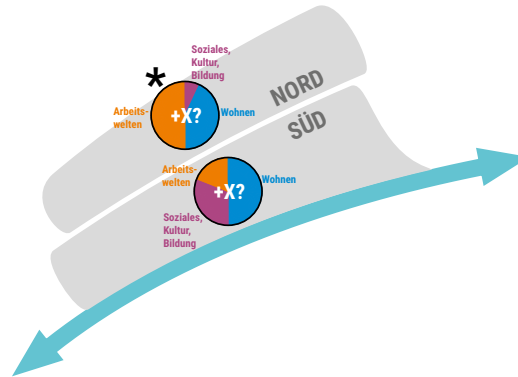 Soziales,
Kultur,
Bildung
*
Arbeits-
welten
+X?
Wohnen
NORD
SÜD
Arbeits-
welten
+X?
Wohnen
Soziales,
Kultur,
Bildung